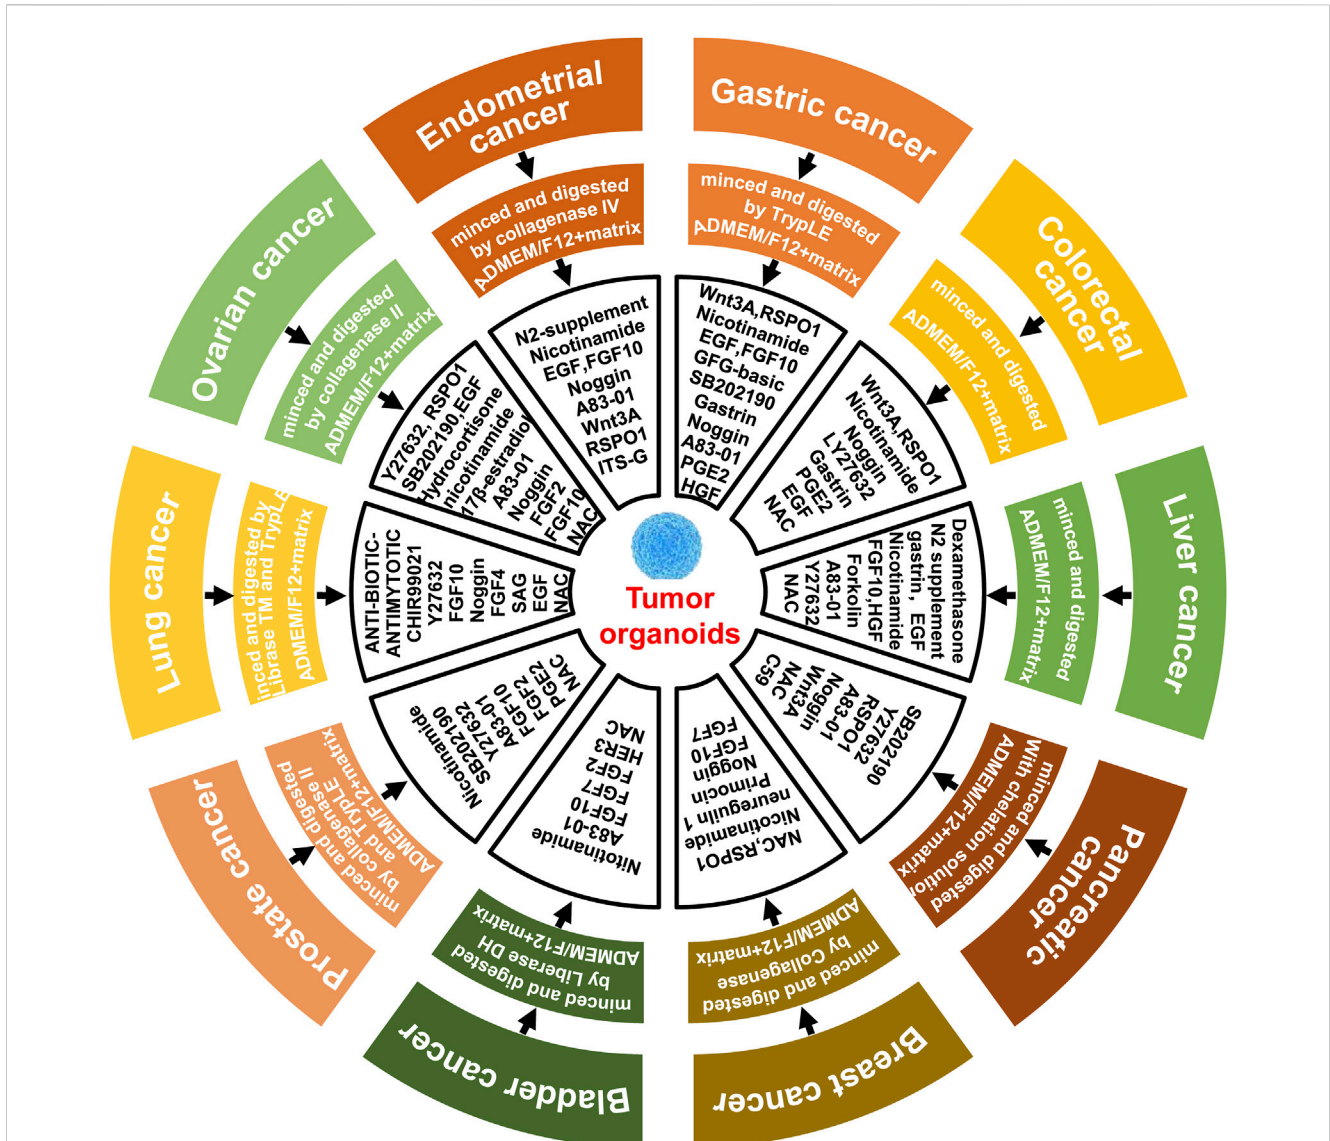 Endometrial
cancer
minced and digested
by collagenase IV
ADMEM/F12+matrix
N2-supplement
Nicotinamide
EGF,FGF10
Noggin
A83-01
Wnt3A
RSPO1
ITS-G
Gastric cancer
minced and digested
by TrypLE
ADMEM/F12+matrix
Wnt3A,RSPO1
Nicotinamide
EGF,FGF10
GFG-basic
SB202190
Gastrin
Noggin
A83-01
PGE2
HGF
Colorectal
cancer
minced and digested
ADMEM/F12+matrix
Wnt3A,RSPO1
Nicotinamide
Noggin
LY27632
Gastrin
PGE2
EGF
NAC
Liver cancer
minced and digested
ADMEM/F12+matrix
Dexamethasone
N2 supplement
gastrin, EGF
Nicotinamide
FGF10,HGF
Forkolin
A83-01
Y27632
NAC
Pancreatic
cancer
minced and digested
With chelation solution
ADMEM/F12+matrix
SB202190
Y27632
RSPO1
A83-01
Noggin
Wnt3A
NAC
C59
Breast cancer
minced and digested
by Collagenase
ADMEM/F12+matrix
NAC,RSPO1
Nicotinamide
neuregulin 1
Primocin
Noggin
FGF10
FGF7
Bladder cancer
minced and digested
by Liberase DH
ADMEM/F12+matrix
Nitotinamide
A83-01
FGF10
FGF7
FGF2
HER3
NAC
Prostate cancer
minced and digested
by collagenase II
and TrypLE
ADMEM/F12+matrix
Nicotinamide
SB202190
Y27632
A83-01
FGF10
FGF2
PGE2
NAC
Lung cancer
inced and digested by
Librase TM and TrypLE
ADMEM/F12+matrix
ANTI-BIOTIC-
ANTIMYTOTIC
CHIR99021
Y27632
FGF10
Noggin
FGF4
SAG
EGF
NAC
Ovarian cancer
minced and digested
by collagenase II
ADMEM/F12+matrix
Y27632, RSPO1
SB202190,EGF
Hydrocortisone
nicotinamide
17β-estradiol
A83-01
Noggin
FGF2
FGF10
NAC
Tumor
organoids